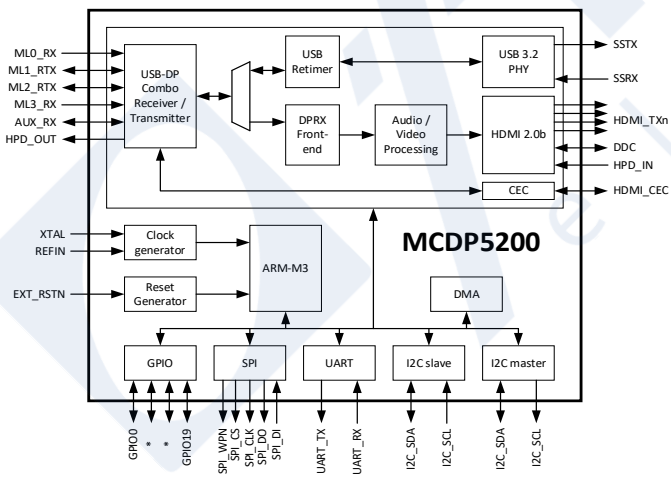 ML0_RX
ML1_RTX
ML2_RTX
ML3_RX
AUX_RX
HPD_OUT
USB-DP
Combo
Receiver /
Transmitter
USB
Retimer
USB 3.2
PHY
SSTX
SSRX
DPRX
Front-
end
Audio /
Video
Processing
HDMI 2.0b
HDMI_TXn
DDC
HPD_IN
CEC
HDMI_CEC
XTAL
REFIN
Clock
generator
ARM-M3
MCDP5200
EXT_RSTN
Reset
Generator
DMA
GPIO
SPI
UART
I2C slave
I2C master
GPIO0
*
*
GPIO19
SPI_WPN
SPI_CS
SPI_CLK
SPI_DO
SPI_DI
UART_TX
UART_RX
I2C_SDA
I2C_SCL
I2C_SDA
I2C_SCL